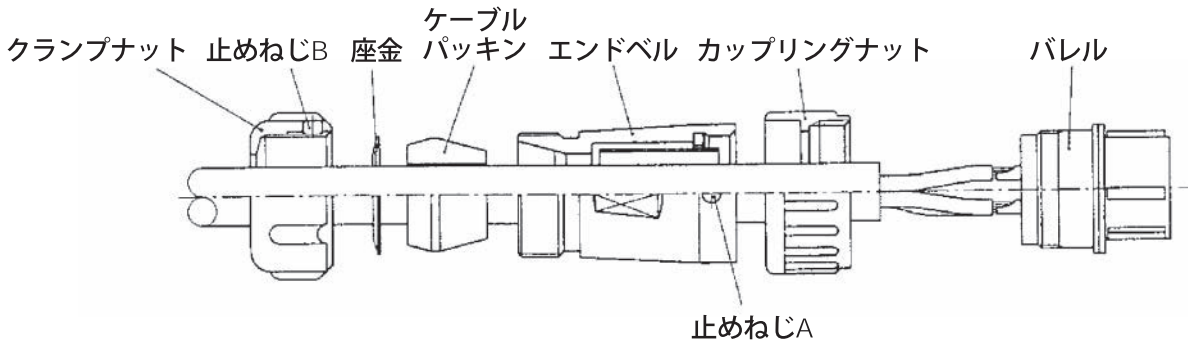 クランプナット
止めねじB
座金
ケーブル
パッキン
エンドベル
カップリングナット
バレル
止めねじA